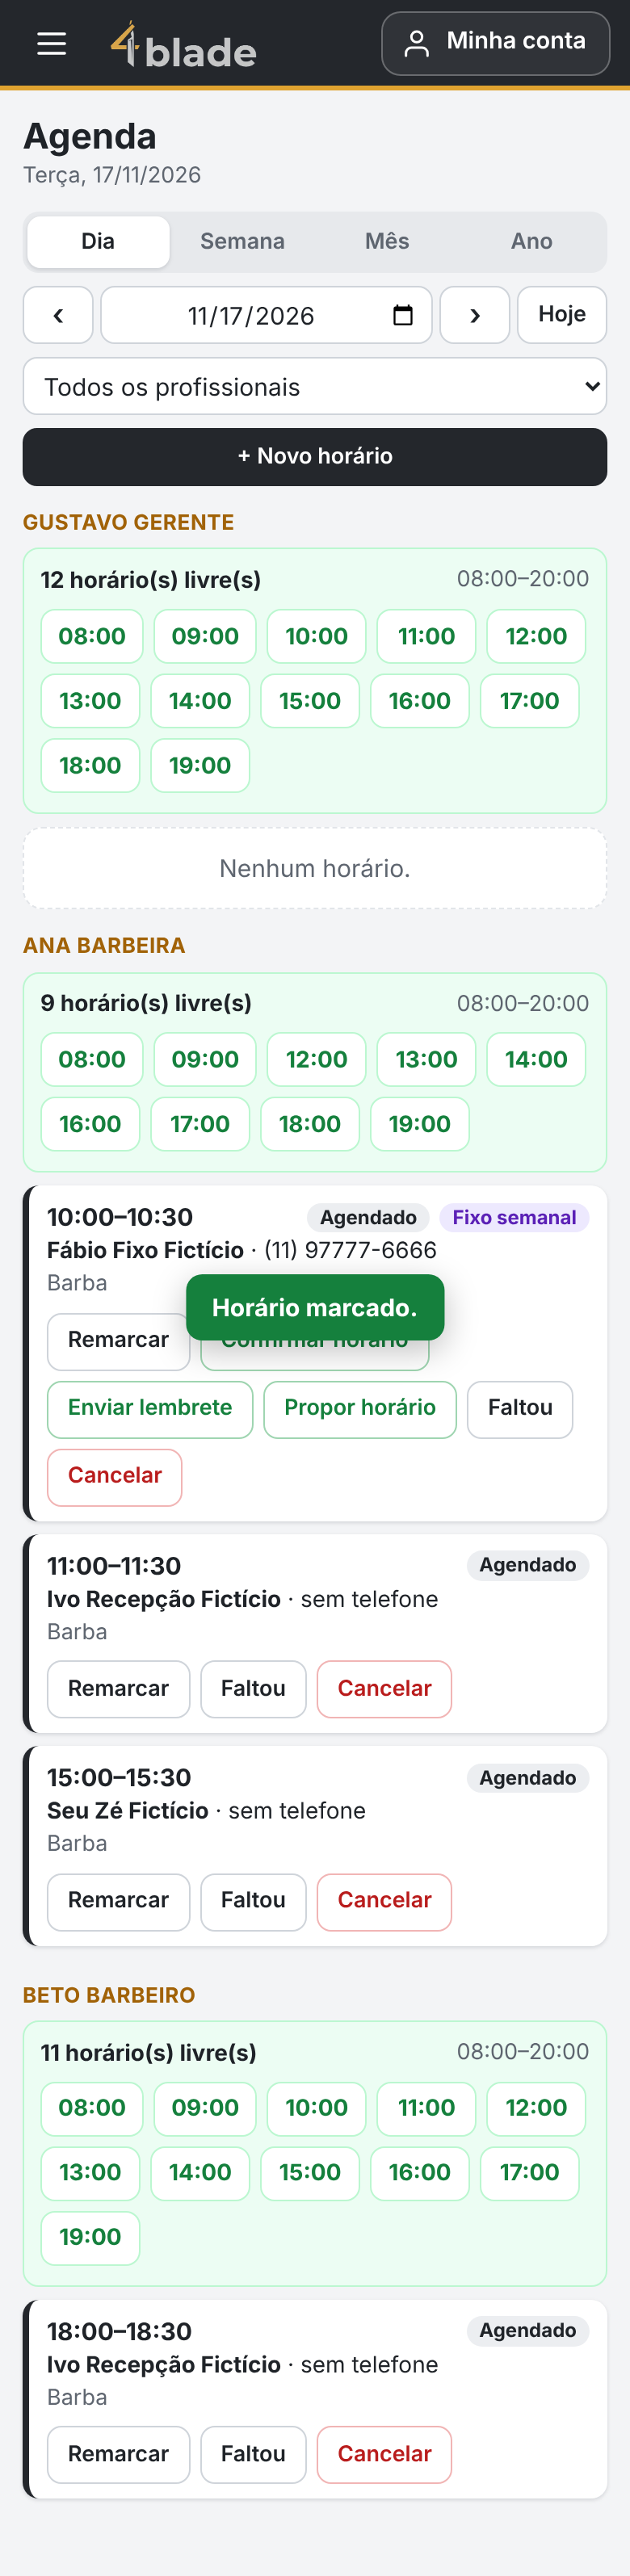 4blade
Minha conta
Agenda
Terça, 17/11/2026
Dia Semana Mês Ano
‹ 11/17/2026 › Hoje
Todos os profissionais
+ Novo horário
GUSTAVO GERENTE
12 horário(s) livre(s) 08:00–20:00
08:00 09:00 10:00 11:00 12:00
13:00 14:00 15:00 16:00 17:00
18:00 19:00
Nenhum horário.
ANA BARBEIRA
9 horário(s) livre(s) 08:00–20:00
08:00 09:00 12:00 13:00 14:00
16:00 17:00 18:00 19:00
10:00–10:30 Agendado Fixo semanal
Fábio Fixo Fictício · (11) 97777-6666
Barba
Horário marcado.
Remarcar Confirmar horário
Enviar lembrete Propor horário Faltou
Cancelar
11:00–11:30 Agendado
Ivo Recepção Fictício · sem telefone
Barba
Remarcar Faltou Cancelar
15:00–15:30 Agendado
Seu Zé Fictício · sem telefone
Barba
Remarcar Faltou Cancelar
BETO BARBEIRO
11 horário(s) livre(s) 08:00–20:00
08:00 09:00 10:00 11:00 12:00
13:00 14:00 15:00 16:00 17:00
19:00
18:00–18:30 Agendado
Ivo Recepção Fictício · sem telefone
Barba
Remarcar Faltou Cancelar